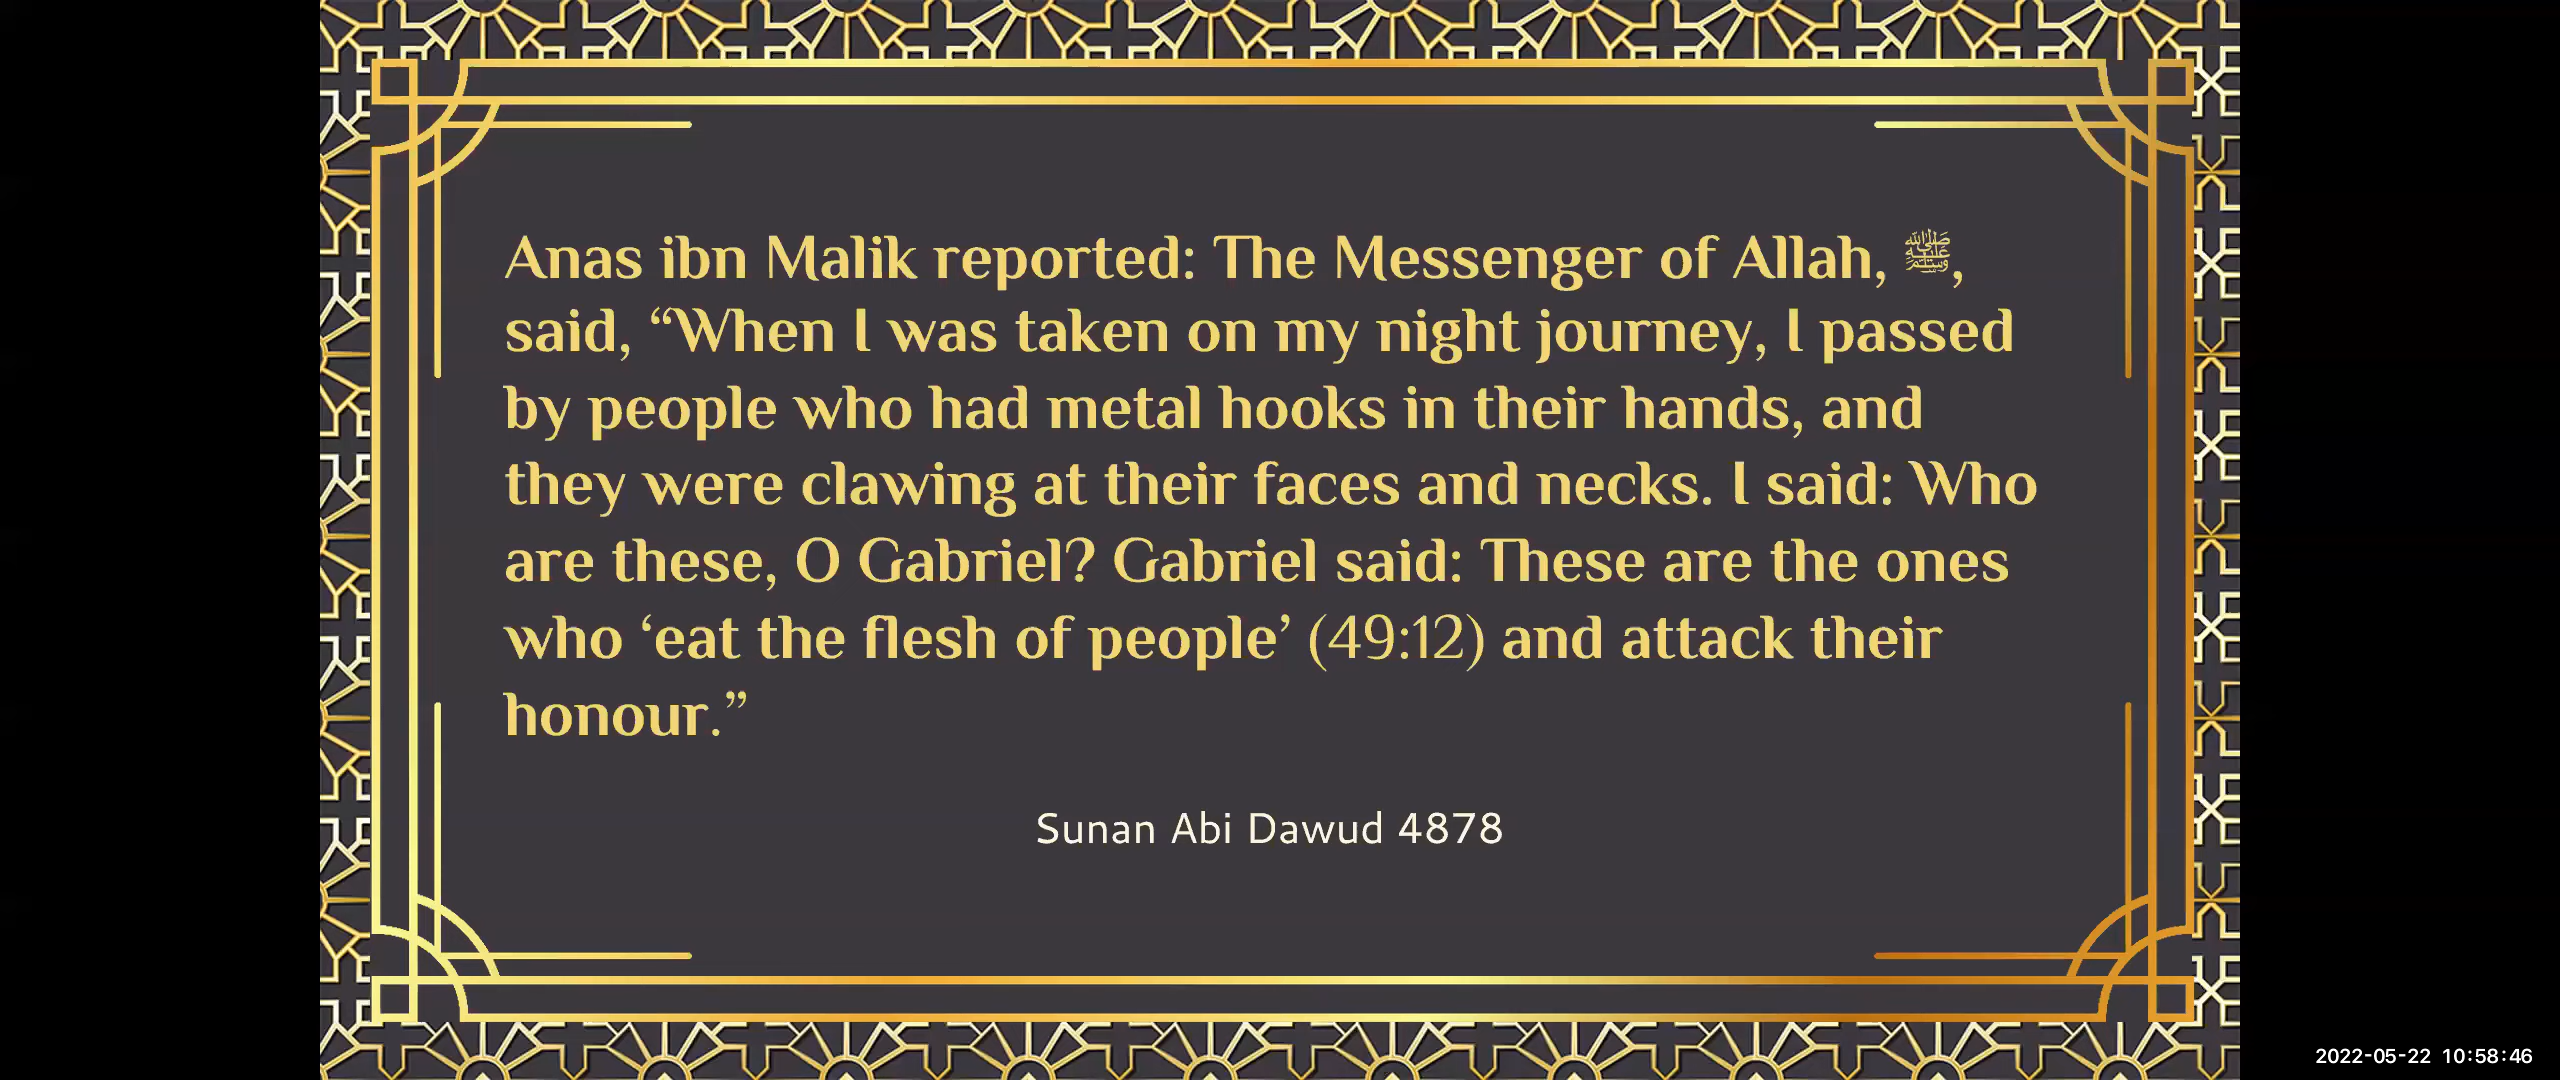 Anas ibn Malik reported: The Messenger of Allah, ﷺ,
said, “When I was taken on my night journey, I passed
by people who had metal hooks in their hands, and
they were clawing at their faces and necks. I said: Who
are these, O Gabriel? Gabriel said: These are the ones
who ‘eat the flesh of people’ (49:12) and attack their
honour.”
Sunan Abi Dawud 4878
2022-05-22 10:58:46